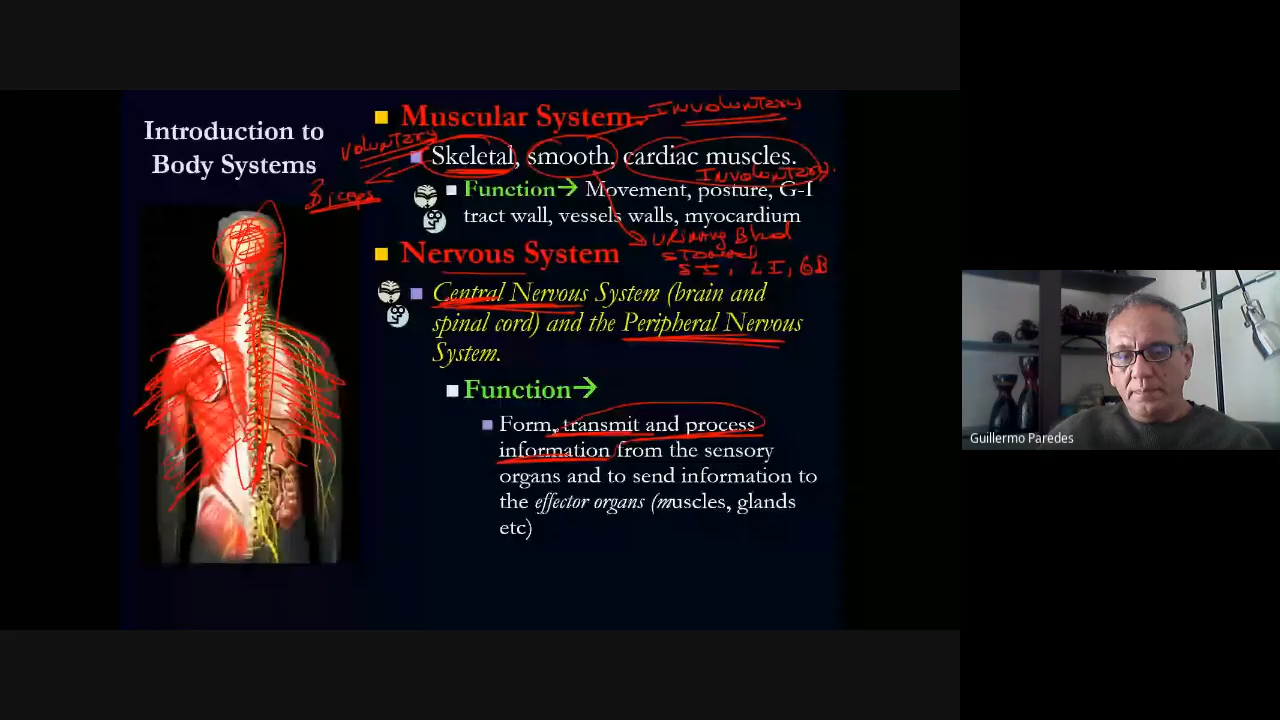 Introduction to
Body Systems
Muscular System
Involuntary
Voluntary
Skeletal, smooth, cardiac muscles.
Involuntary
Biceps
Function→ Movement, posture, G-I
tract wall, vessels walls, myocardium
Urinary Blad
SI, LI, GB
Nervous System
Central Nervous System (brain and
spinal cord) and the Peripheral Nervous
System.
Function→
Form, transmit and process
information from the sensory
organs and to send information to
the effector organs (muscles, glands
etc)
Guillermo Paredes